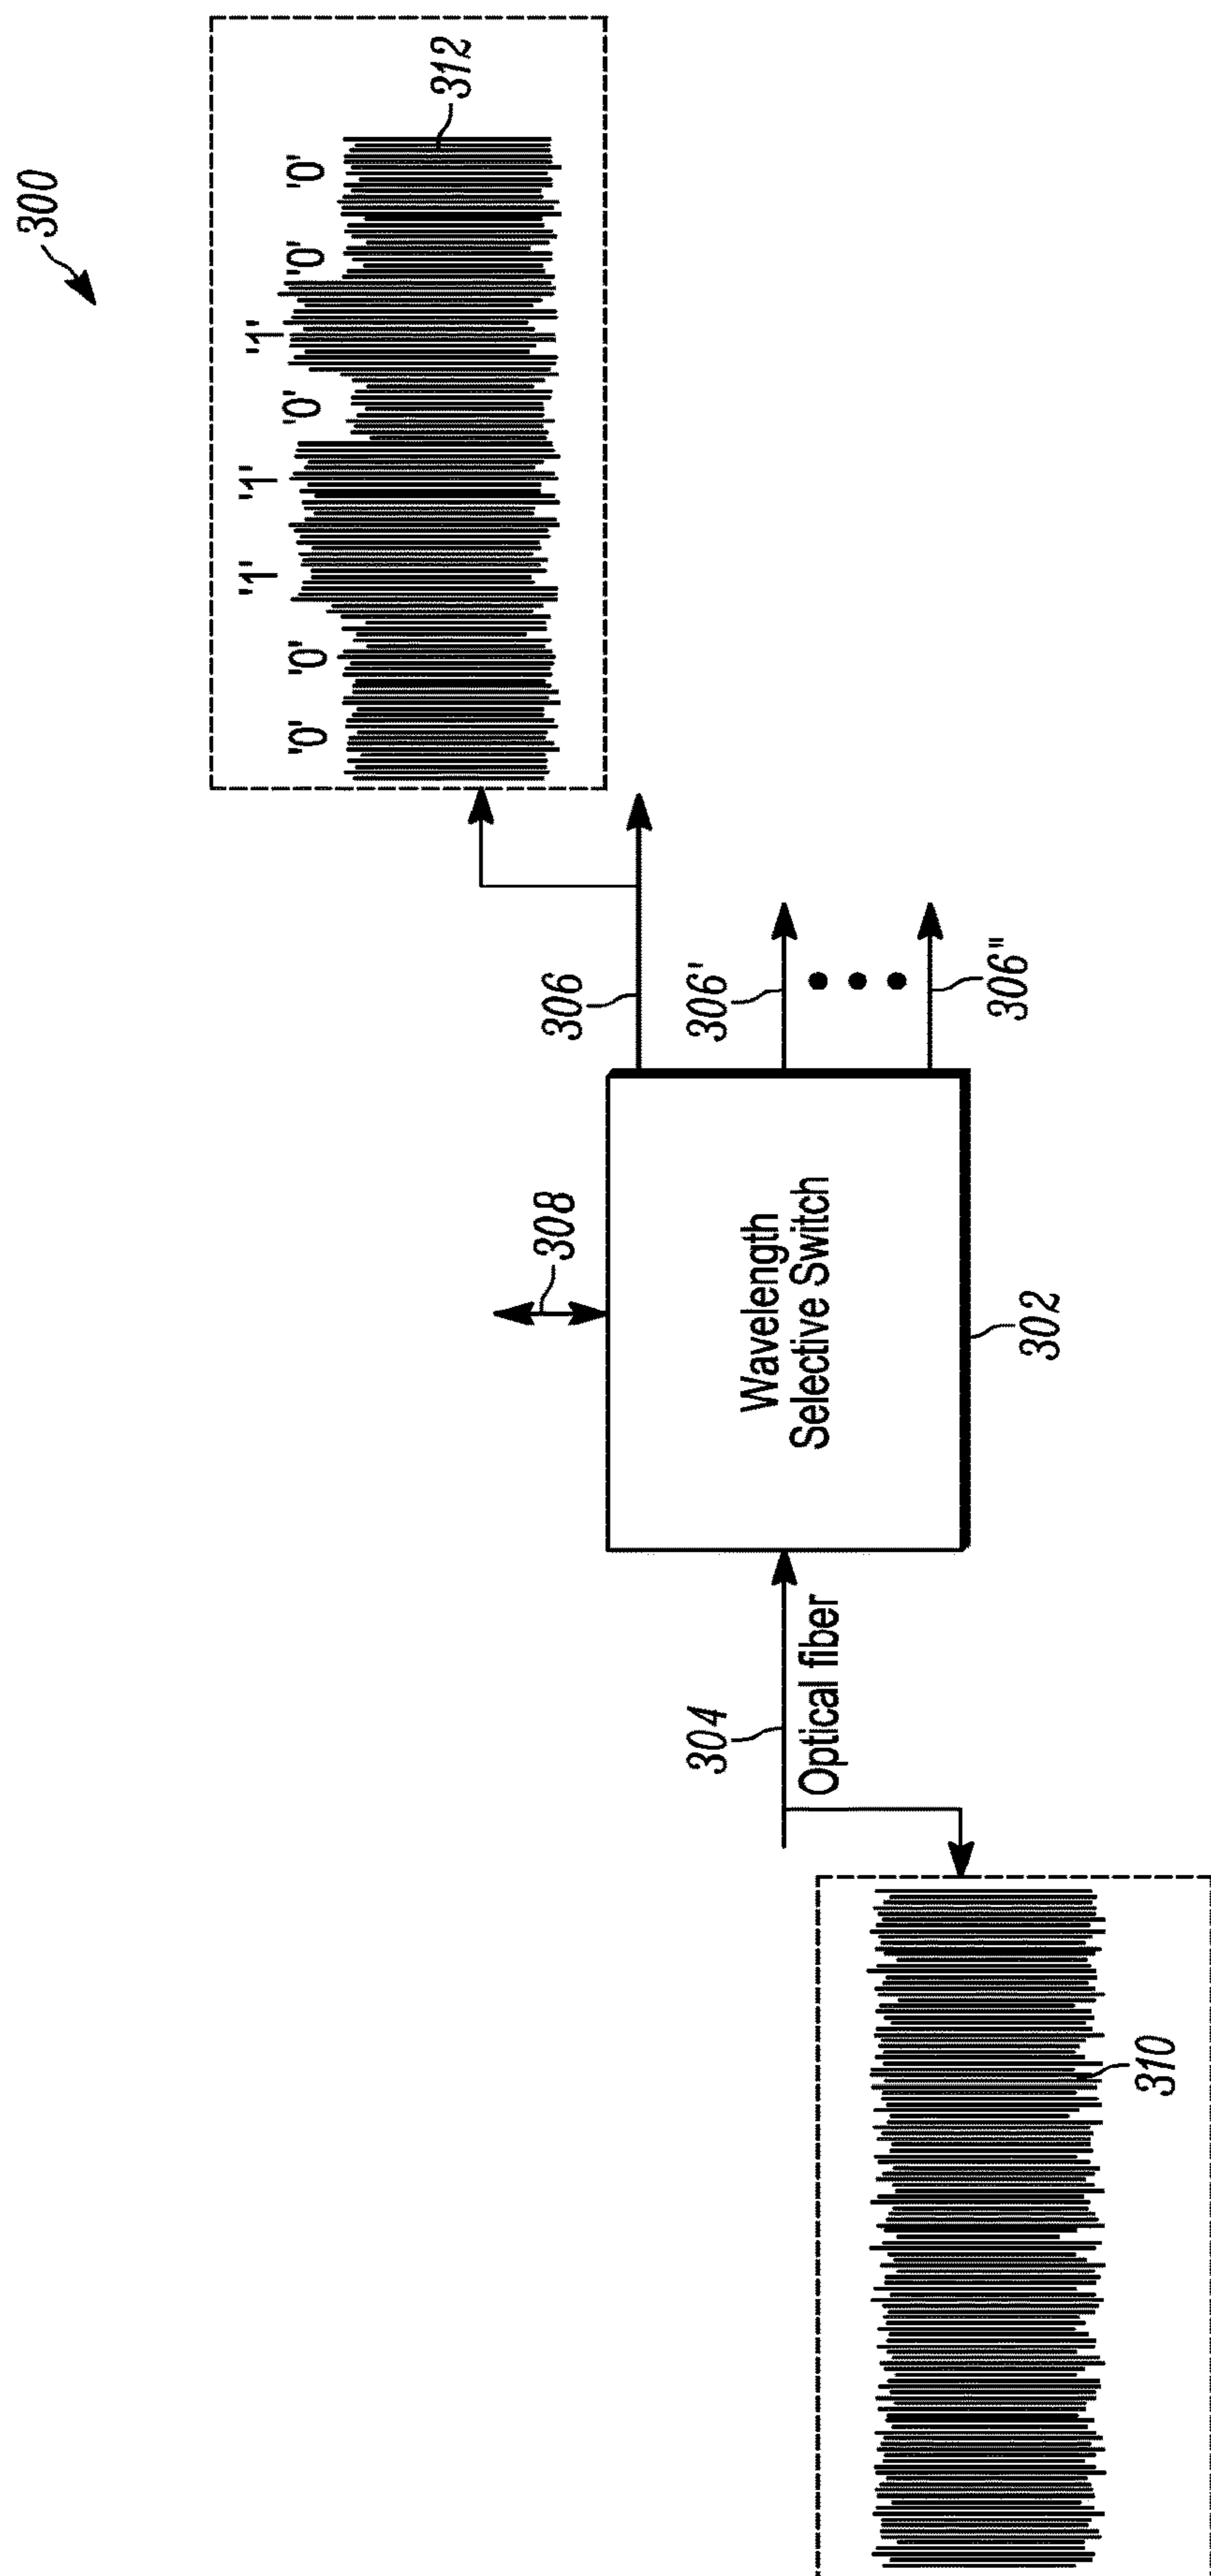 300
'0' '0' '1' '1' '0' '1' '0' '0'
312
306
306'
306"
308
Wavelength
Selective Switch
302
304
Optical fiber
310